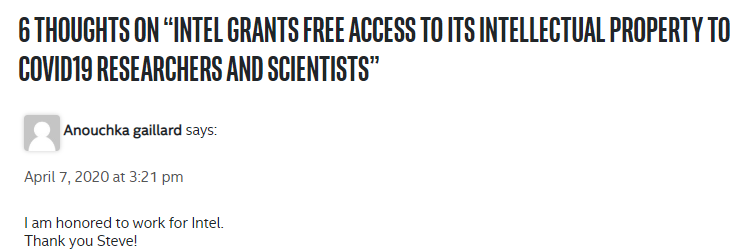 6 THOUGHTS ON “INTEL GRANTS FREE ACCESS TO ITS INTELLECTUAL PROPERTY TO
COVID19 RESEARCHERS AND SCIENTISTS”
Anouchka gaillard says:
April 7, 2020 at 3:21 pm
I am honored to work for Intel.
Thank you Steve!